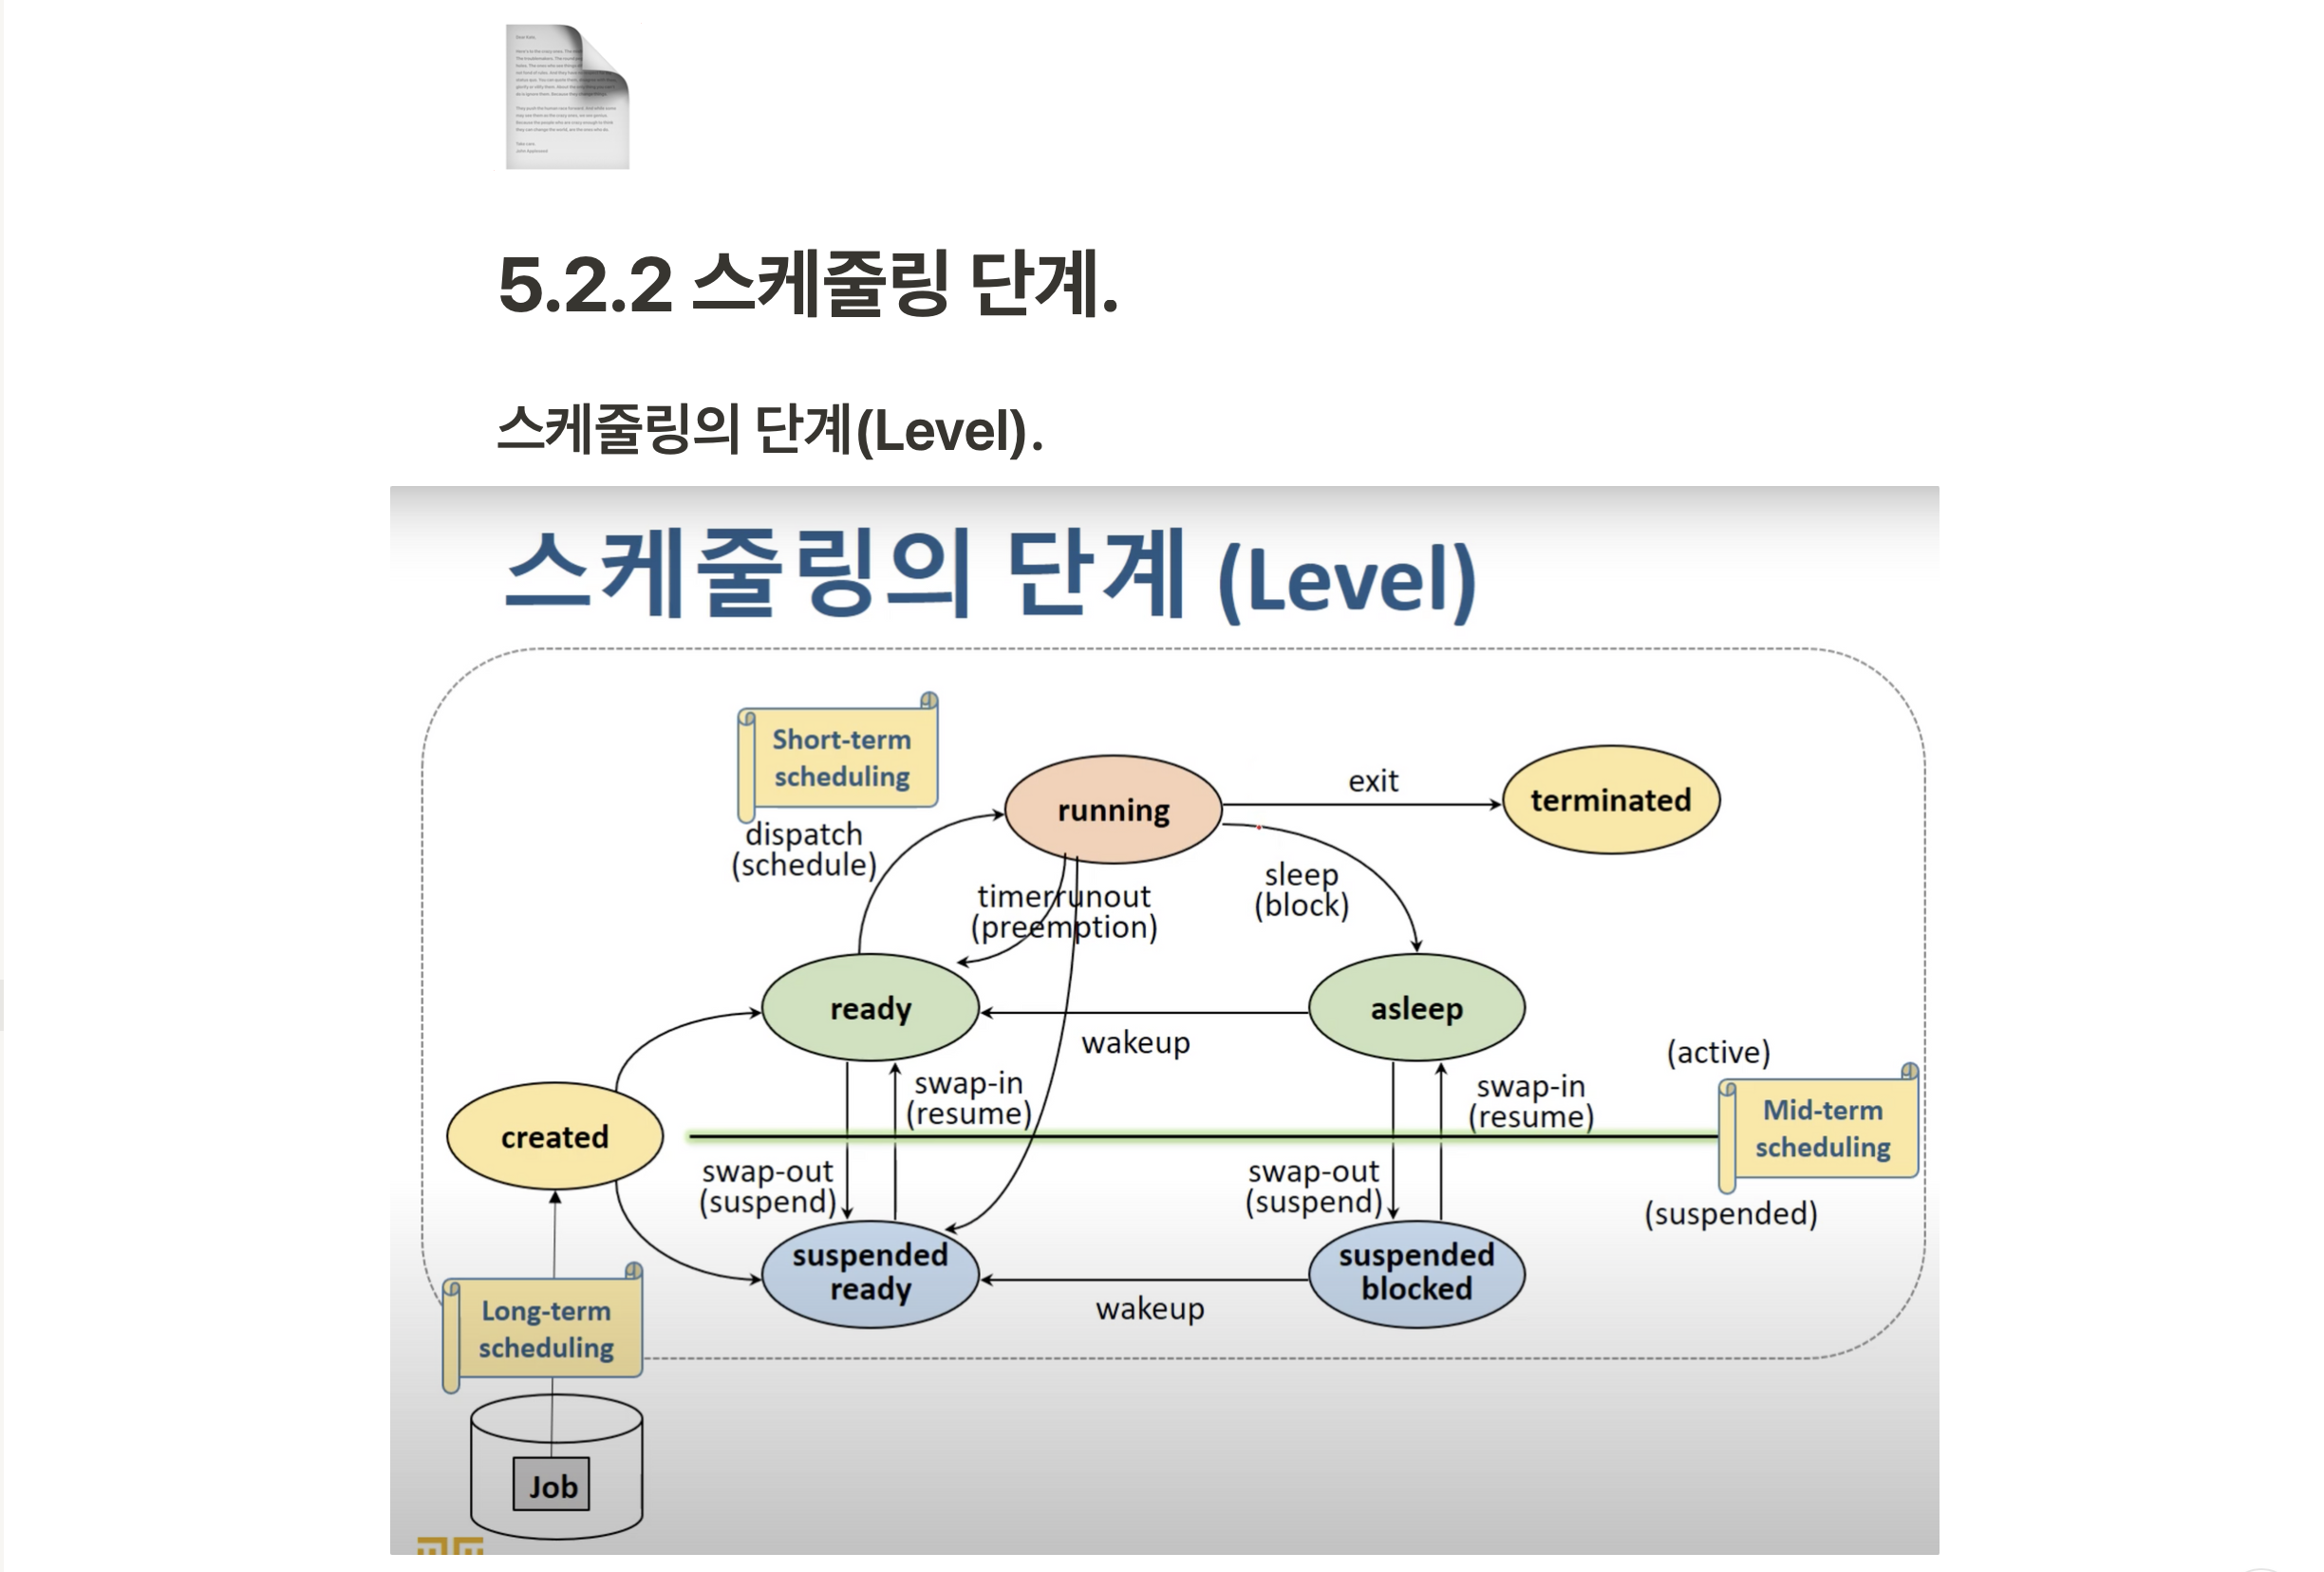 5.2.2 스케줄링 단계.
스케줄링의 단계(Level).
스케줄링의 단계 (Level)
Short-term
scheduling
dispatch
(schedule)
running
exit
terminated
timerrunout
(preemption)
sleep
(block)
ready
asleep
wakeup
(active)
swap-in
(resume)
swap-in
(resume)
Mid-term
scheduling
created
swap-out
(suspend)
swap-out
(suspend)
(suspended)
suspended
ready
suspended
blocked
wakeup
Long-term
scheduling
Job